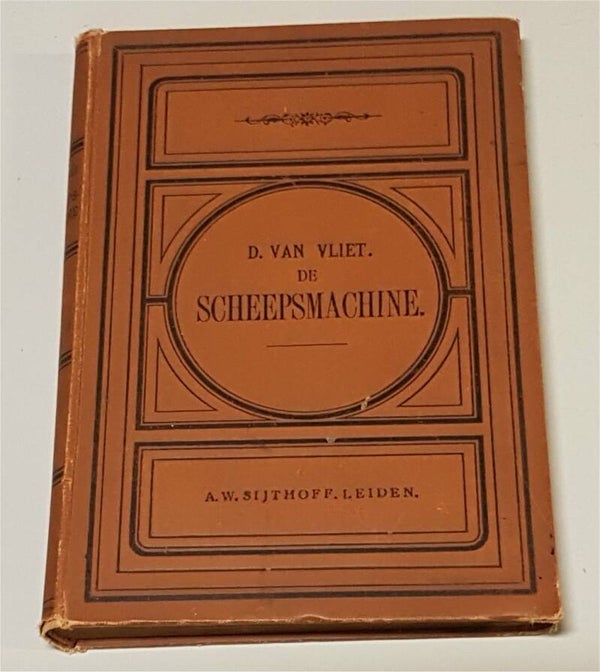 D. VAN VLIET.
DE
SCHEEPSMACHINE.
A.W. SIJTHOFF. LEIDEN.